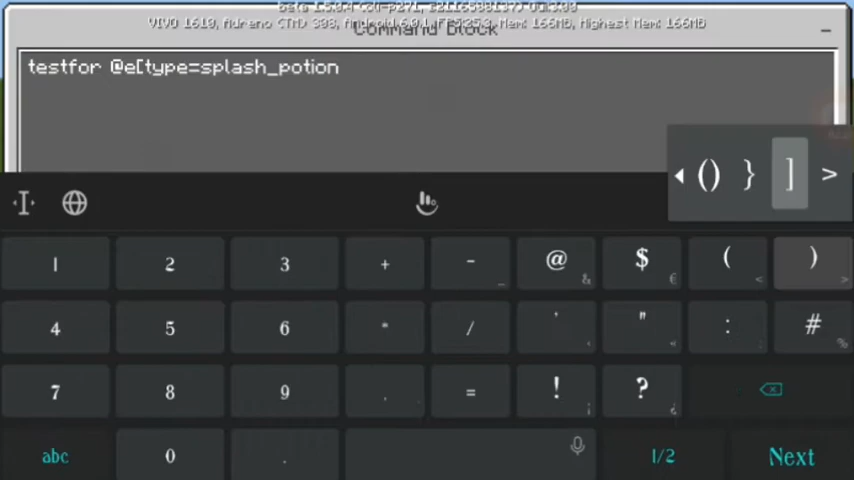 Command Block
testfor @e[type=splash_potion
() } ] >
1 2 3 + - _ @ & $ € ( < ) >
4 5 6 * / ' " : ; # %
7 8 9 . = ! ¡ ? ¿
abc 0 . 1/2 Next